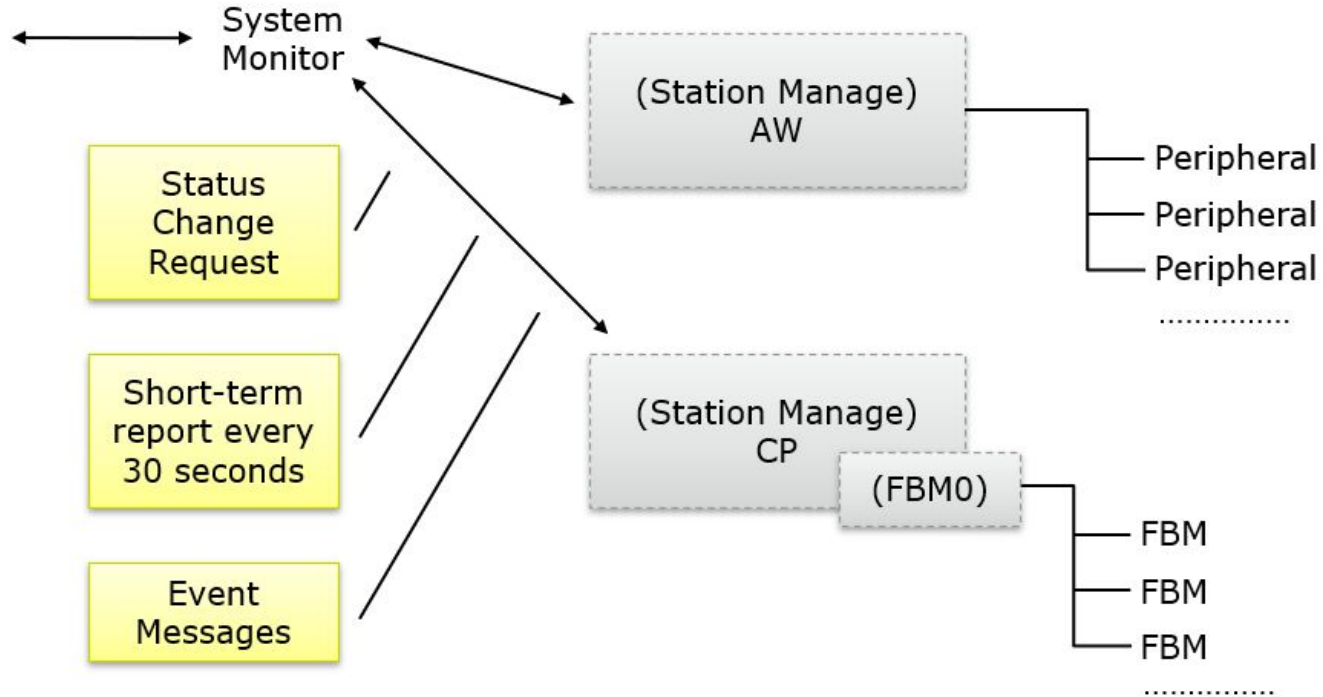 System
Monitor
(Station Manage)
AW
Peripheral
Peripheral
Peripheral
...............
Status
Change
Request
Short-term
report every
30 seconds
Event
Messages
(Station Manage)
CP
(FBM0)
FBM
FBM
FBM
...............